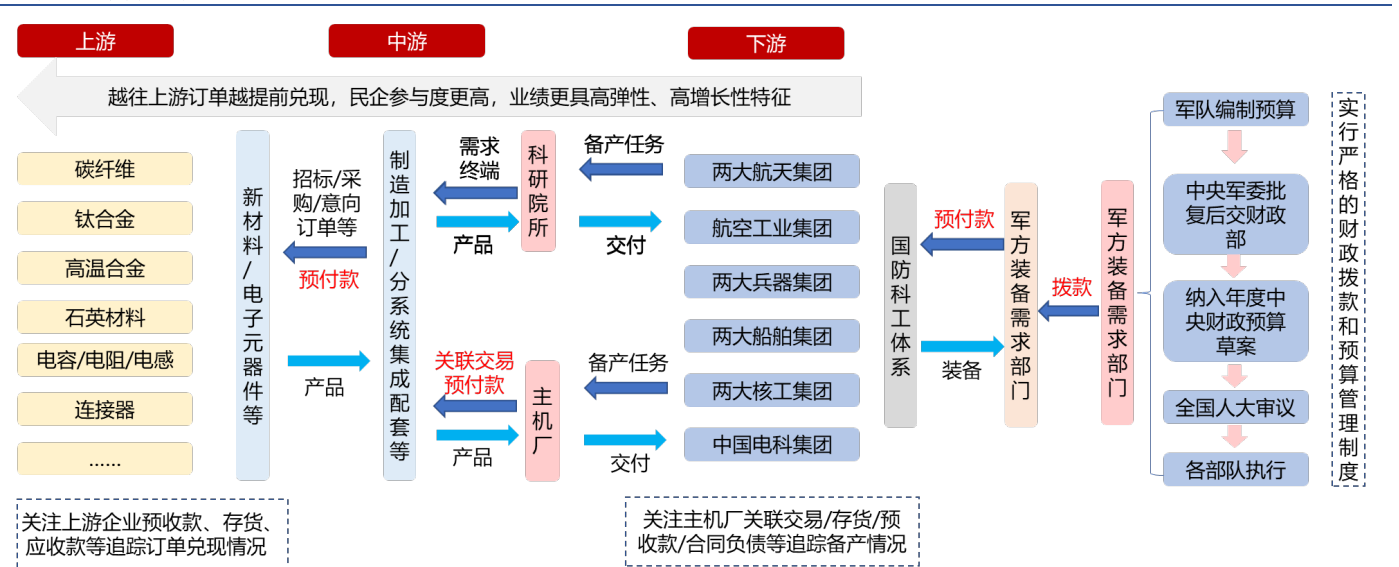 上游
中游
下游
越往上游订单越提前兑现，民企参与度更高，业绩更具高弹性、高增长性特征
碳纤维
钛合金
高温合金
石英材料
电容/电阻/电感
连接器
……
新材料/电子元器件等
招标/采
购/意向
订单等
预付款
产品
制造加工/分系统集成配套等
需求
终端
产品
关联交易
预付款
产品
科研院所
主机厂
备产任务
交付
备产任务
交付
两大航天集团
航空工业集团
两大兵器集团
两大船舶集团
两大核工集团
中国电科集团
国防科工体系
预付款
装备
军方装备需求部门
拨款
军方装备需求部门
军队编制预算
中央军委批
复后交财政
部
纳入年度中
央财政预算
草案
全国人大审议
各部队执行
实行严格的财政拨款和预算管理制度
关注上游企业预收款、存货、
应收款等追踪订单兑现情况
关注主机厂关联交易/存货/预
收款/合同负债等追踪备产情况